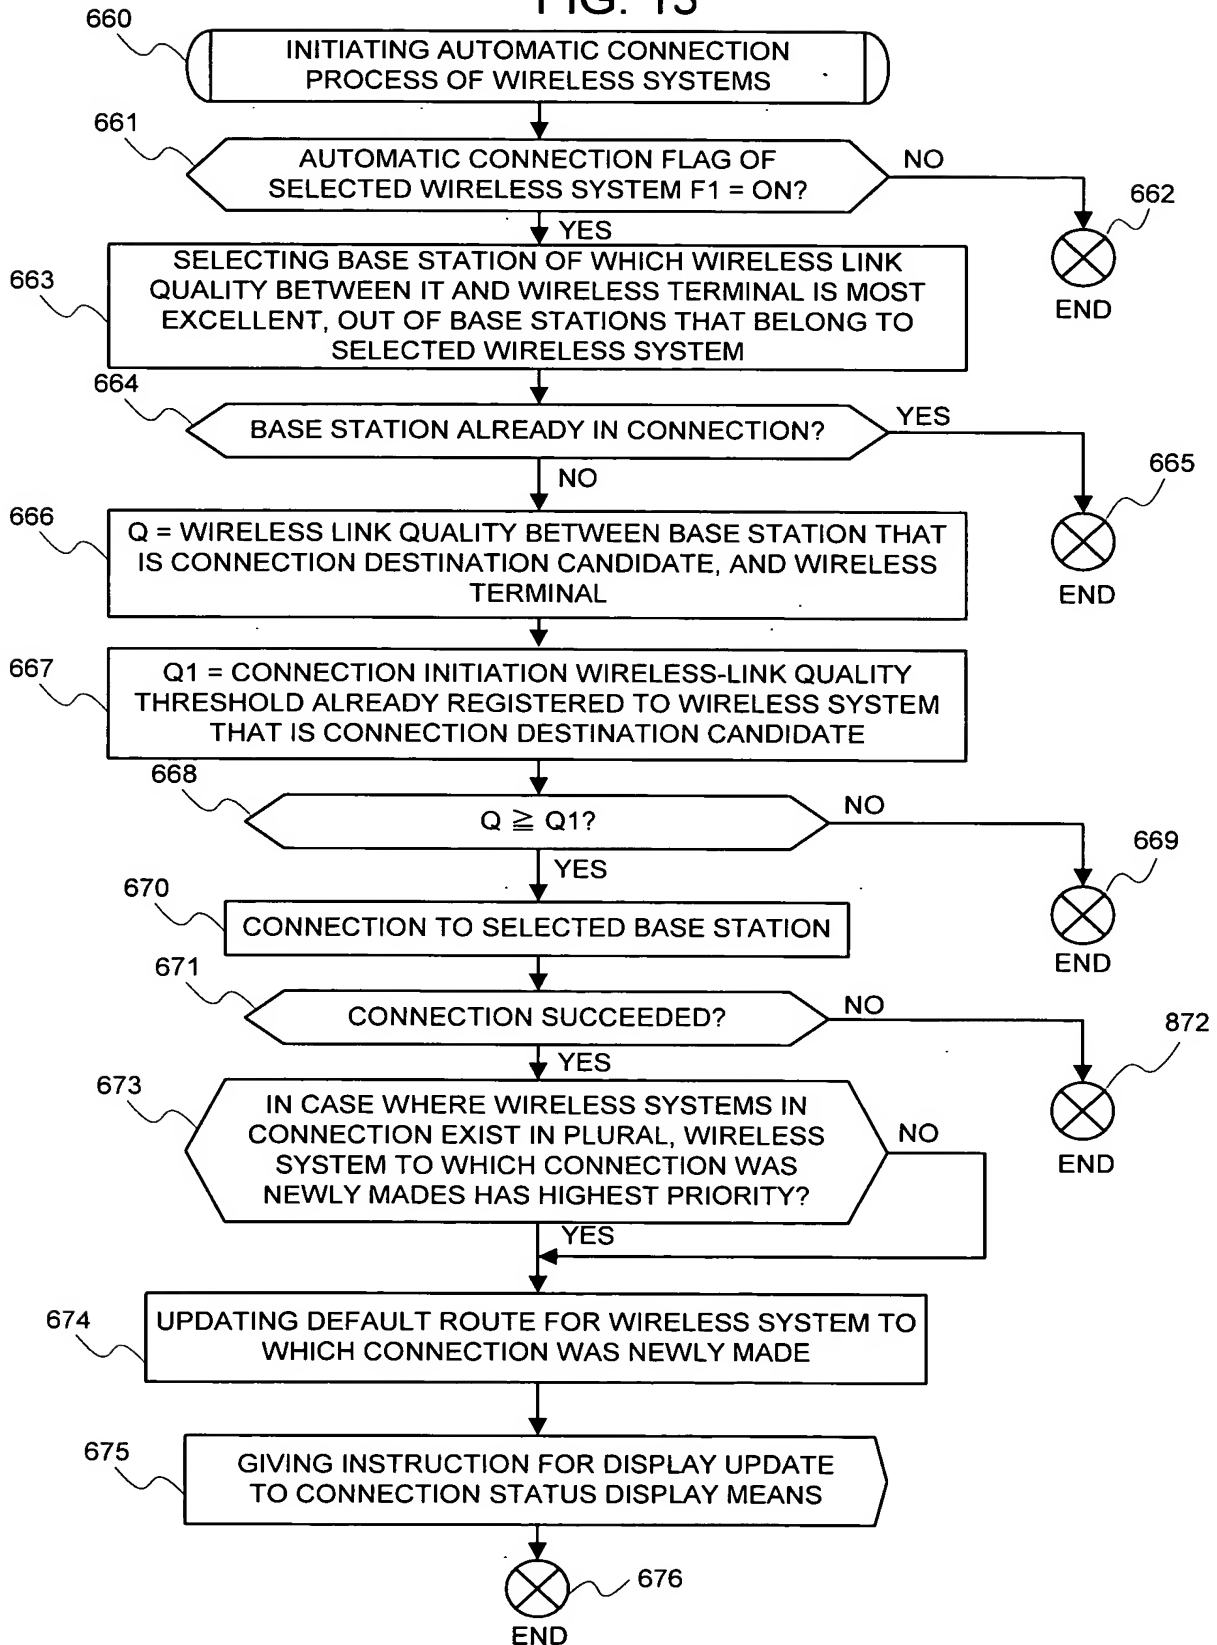 FIG. 13
660
INITIATING AUTOMATIC CONNECTION
PROCESS OF WIRELESS SYSTEMS
661
AUTOMATIC CONNECTION FLAG OF
SELECTED WIRELESS SYSTEM F1 = ON?
NO
662
END
YES
663
SELECTING BASE STATION OF WHICH WIRELESS LINK
QUALITY BETWEEN IT AND WIRELESS TERMINAL IS MOST
EXCELLENT, OUT OF BASE STATIONS THAT BELONG TO
SELECTED WIRELESS SYSTEM
664
BASE STATION ALREADY IN CONNECTION?
YES
665
END
NO
666
Q = WIRELESS LINK QUALITY BETWEEN BASE STATION THAT
IS CONNECTION DESTINATION CANDIDATE, AND WIRELESS
TERMINAL
667
Q1 = CONNECTION INITIATION WIRELESS-LINK QUALITY
THRESHOLD ALREADY REGISTERED TO WIRELESS SYSTEM
THAT IS CONNECTION DESTINATION CANDIDATE
668
Q ≧ Q1?
NO
669
END
YES
670
CONNECTION TO SELECTED BASE STATION
671
CONNECTION SUCCEEDED?
NO
872
END
YES
673
IN CASE WHERE WIRELESS SYSTEMS IN
CONNECTION EXIST IN PLURAL, WIRELESS
SYSTEM TO WHICH CONNECTION WAS
NEWLY MADES HAS HIGHEST PRIORITY?
NO
YES
674
UPDATING DEFAULT ROUTE FOR WIRELESS SYSTEM TO
WHICH CONNECTION WAS NEWLY MADE
675
GIVING INSTRUCTION FOR DISPLAY UPDATE
TO CONNECTION STATUS DISPLAY MEANS
676
END